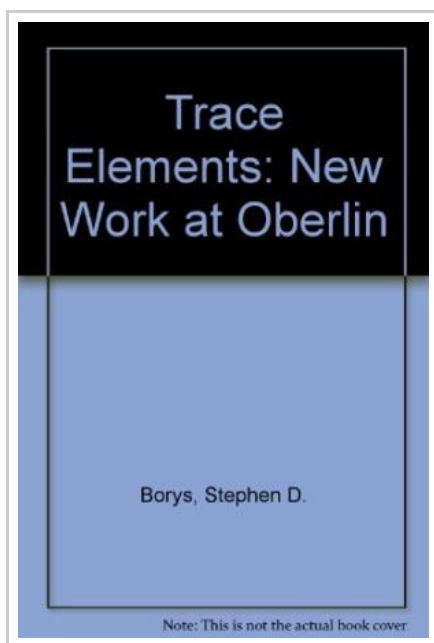 Trace
Elements: New
Work at Oberlin
Borys, Stephen D.
Note: This is not the actual book cover